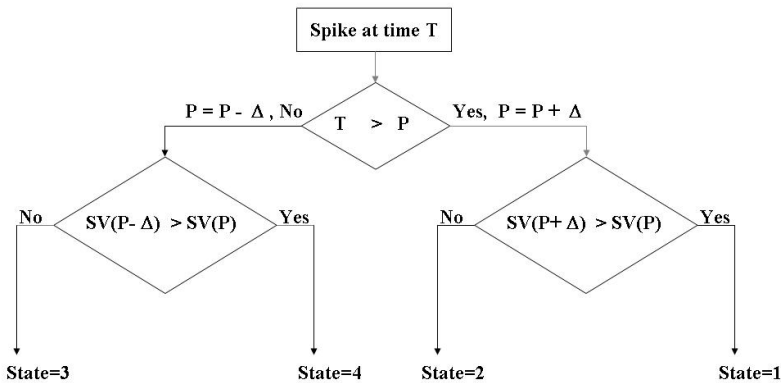 Spike at time T
P = P - Δ , No
T > P
Yes, P = P + Δ
No
SV(P- Δ) > SV(P)
Yes
No
SV(P+ Δ) > SV(P)
Yes
State=3
State=4
State=2
State=1